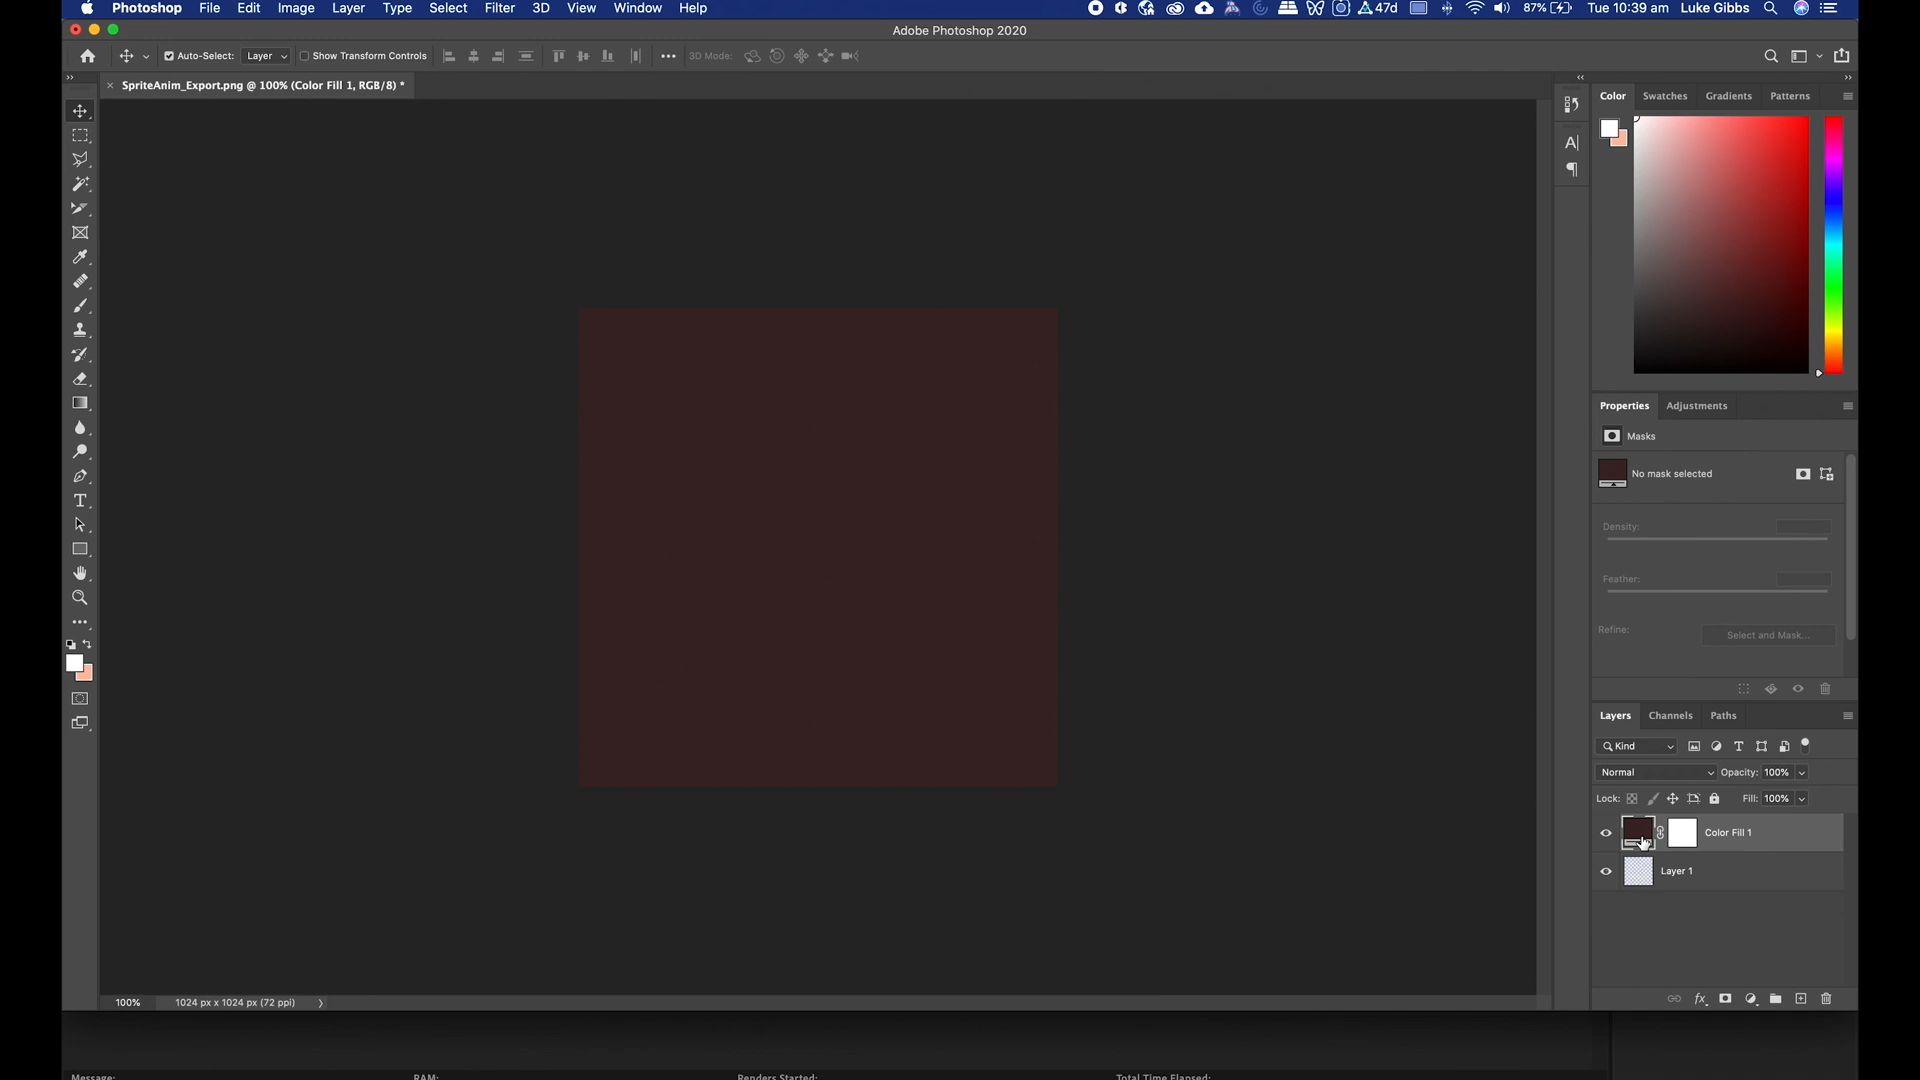 Photoshop File Edit Image Layer Type Select Filter 3D View Window Help 47d 87% Tue 10:39 am Luke Gibbs
Adobe Photoshop 2020
Auto-Select: Layer Show Transform Controls 3D Mode:
SpriteAnim_Export.png @ 100% (Color Fill 1, RGB/8) *
Color Swatches Gradients Patterns
Properties Adjustments
Masks
No mask selected
Density:
Feather:
Refine: Select and Mask...
Layers Channels Paths
Kind
Normal Opacity: 100%
Lock: Fill: 100%
Color Fill 1
Layer 1
100% 1024 px x 1024 px (72 ppi)
Message: RAM: Renders Started: Total Time Elapsed: